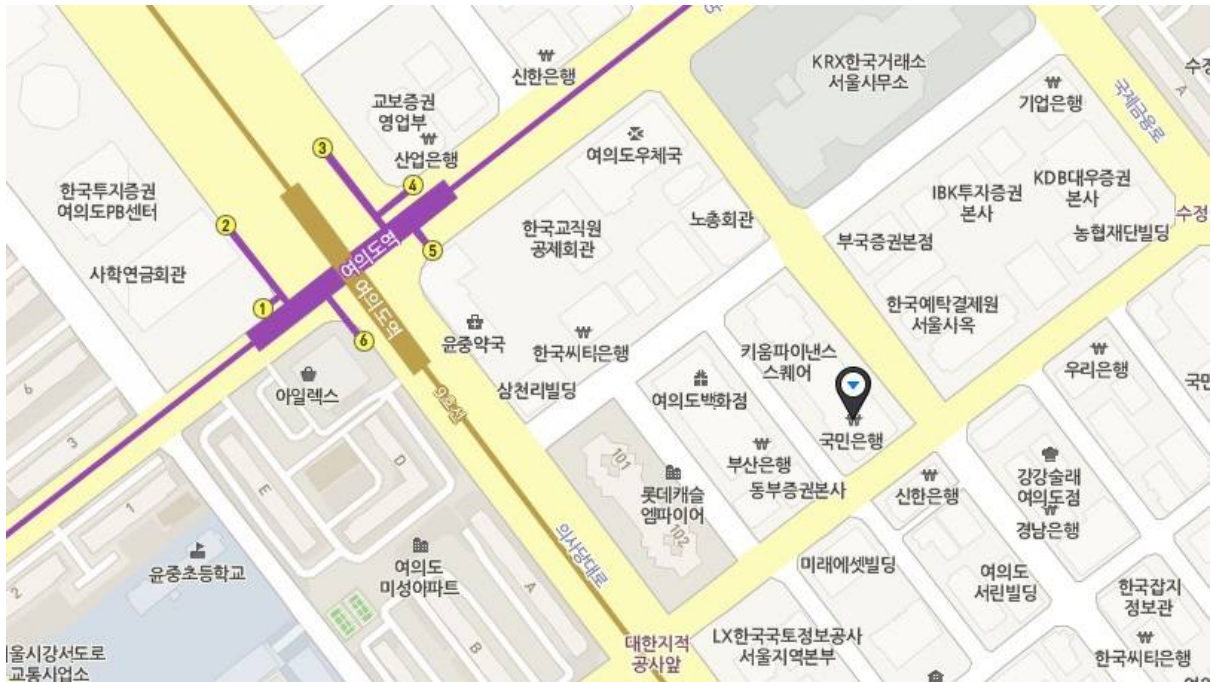 KRX한국거래소
서울사무소
수정
A
신한은행
기업은행
국제금융로
교보증권
영업부
산업은행
3
여의도우체국
4
한국투자증권
여의도PB센터
2
IBK투자증권
본사
KDB대우증권
본사
수정
노총회관
한국교직원
공제회관
5
부국증권본점
농협재단빌딩
여의도역
사학연금회관
1
여의도역
한국예탁결제원
서울사옥
6
윤중약국
한국씨티은행
키움파이낸스
스퀘어
우리은행
6
아일렉스
삼천리빌딩
여의도백화점
국민
9호선
3
국민은행
101
D
부산은행
강강술래
여의도점
E
롯데캐슬
엠파이어
동부증권본사
신한은행
1
경남은행
102
의사당대로
여의도
미성아파트
미래에셋빌딩
윤중초등학교
여의도
서린빌딩
2
A
한국잡지
정보관
B
대한지적
공사앞
LX한국국토정보공사
서울지역본부
울시강서도로
교통사업소
한국씨티은행